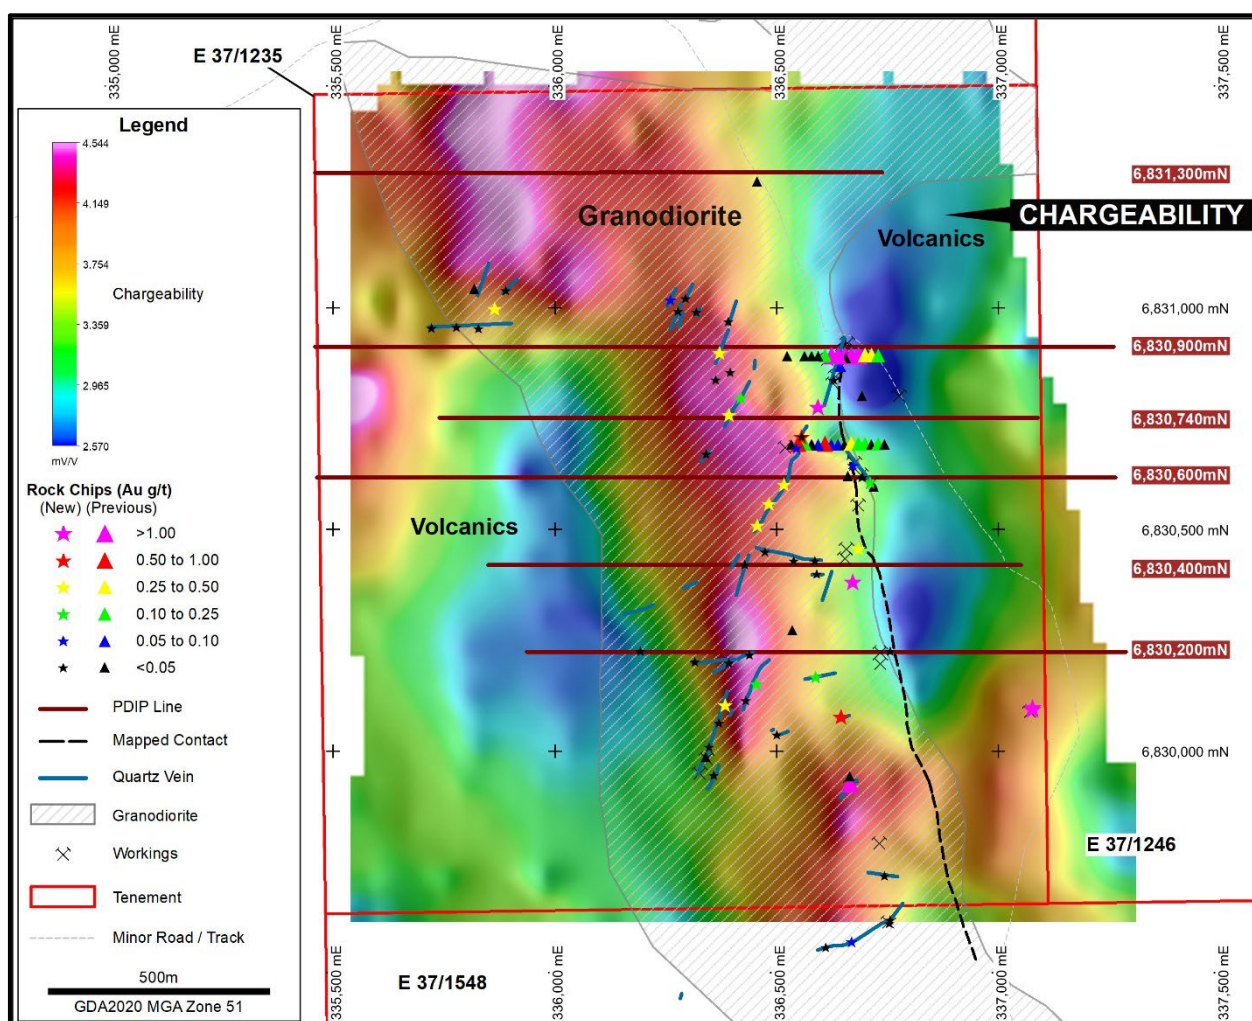 335,000 mE
335,500 mE
336,000 mE
336,500 mE
337,000 mE
337,500 mE
E 37/1235
Legend
4.544
4.149
3.754
Chargeability
3.359
2.965
2.570
mV/V
Rock Chips (Au g/t)
(New) (Previous)
>1.00
0.50 to 1.00
0.25 to 0.50
0.10 to 0.25
0.05 to 0.10
<0.05
PDIP Line
Mapped Contact
Quartz Vein
Granodiorite
Workings
Tenement
Minor Road / Track
500m
GDA2020 MGA Zone 51
6,831,300mN
Granodiorite
CHARGEABILITY
Volcanics
6,831,000 mN
6,830,900mN
6,830,740mN
6,830,600mN
Volcanics
6,830,500 mN
6,830,400mN
6,830,200mN
6,830,000 mN
E 37/1246
E 37/1548
335,500 mE
336,000 mE
336,500 mE
337,000 mE
337,500 mE